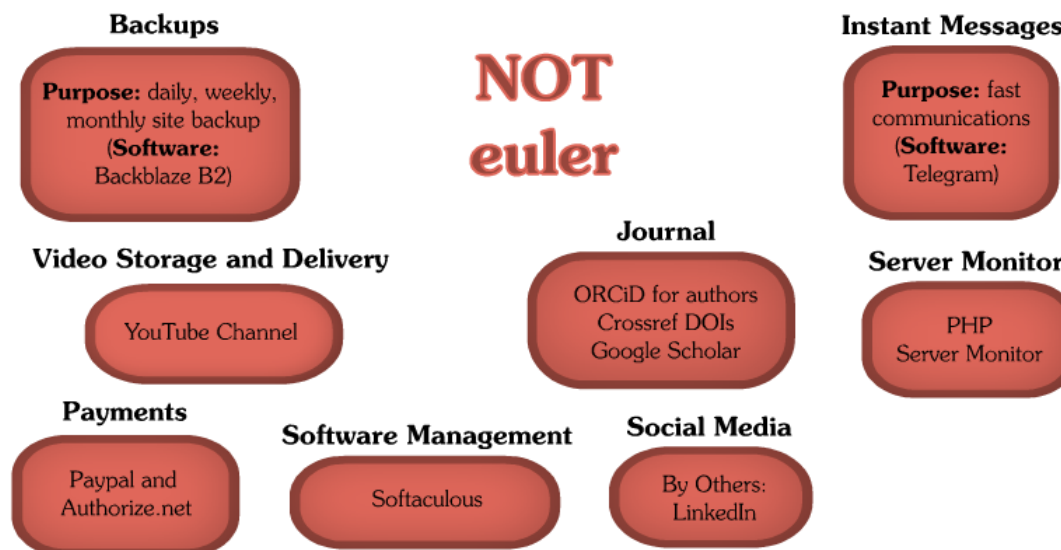 Backups
Purpose: daily, weekly,
monthly site backup
(Software:
Backblaze B2)
NOT
euler
Instant Messages
Purpose: fast
communications
(Software:
Telegram)
Video Storage and Delivery
YouTube Channel
Journal
ORCiD for authors
Crossref DOIs
Google Scholar
Server Monitor
PHP
Server Monitor
Payments
Paypal and
Authorize.net
Software Management
Softaculous
Social Media
By Others:
LinkedIn